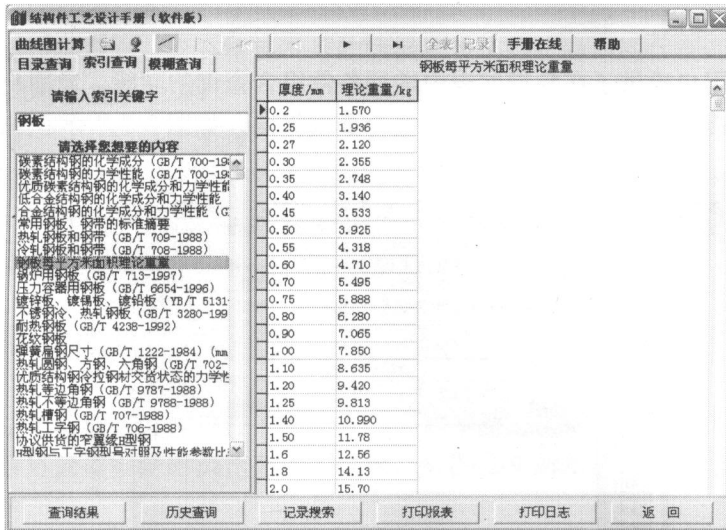 结构件工艺设计手册（软件版）
曲线图计算 全表 记录 手册在线 帮助
目录查询 索引查询 模糊查询
钢板每平方米面积理论重量
请输入索引关键字
钢板
请选择您想要的内容
碳素结构钢的化学成分（GB/T 700-198
碳素结构钢的力学性能（GB/T 700-19
优质碳素结构钢的化学成分和力学性能
低合金结构钢的化学成分和力学性能
合金结构钢的化学成分和力学性能（G
常用钢板、钢带的标准摘要
热轧钢板和钢带（GB/T 709-1988）
冷轧钢板和钢带（GB/T 708-1988）
钢板每平方米面积理论重量
锅炉用钢板（GB/T 713-1997）
压力容器用钢板（GB/T 6654-1996）
镀锌板、镀锡板、镀铅板（YB/T 5131
不锈钢冷、热轧钢板（GB/T 3280-199
耐热钢板（GB/T 4238-1992）
花纹钢板
弹簧扁钢尺寸（GB/T 1222-1984）(mm
热轧圆钢、方钢、六角钢（GB/T 702-
优质结构钢冷拉钢材交货状态的力学性
热轧等边角钢（GB/T 9787-1988）
热轧不等边角钢（GB/T 9788-1988）
热轧槽钢（GB/T 707-1988）
热轧工字钢（GB/T 706-1988）
协议供货的窄翼缘H型钢
H型钢与工字钢型号对照及性能参数比
厚度/mm 理论重量/kg
0.2 1.570
0.25 1.936
0.27 2.120
0.30 2.355
0.35 2.748
0.40 3.140
0.45 3.533
0.50 3.925
0.55 4.318
0.60 4.710
0.70 5.495
0.75 5.888
0.80 6.280
0.90 7.065
1.00 7.850
1.10 8.635
1.20 9.420
1.25 9.813
1.40 10.990
1.50 11.78
1.6 12.56
1.8 14.13
2.0 15.70
查询结果 历史查询 记录搜索 打印报表 打印日志 返 回